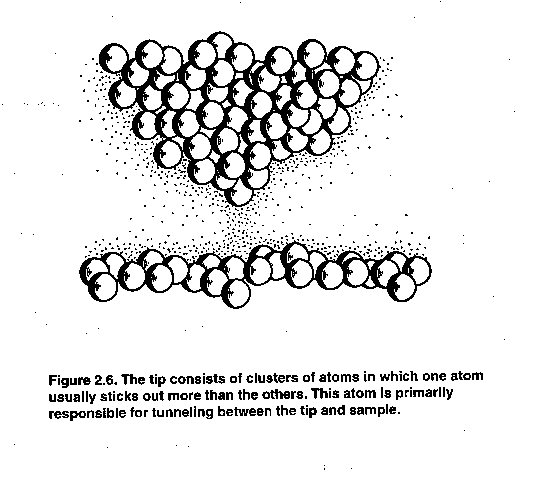 Figure 2.6. The tip consists of clusters of atoms in which one atom
usually sticks out more than the others. This atom is primarily
responsible for tunneling between the tip and sample.